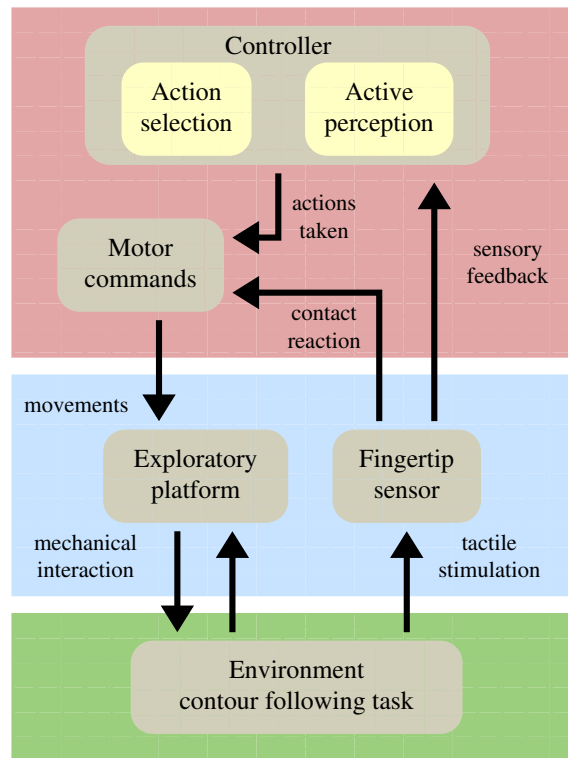 Controller
Action
selection
Active
perception
actions
taken
Motor
commands
sensory
feedback
contact
reaction
movements
Exploratory
platform
Fingertip
sensor
mechanical
interaction
tactile
stimulation
Environment
contour following task